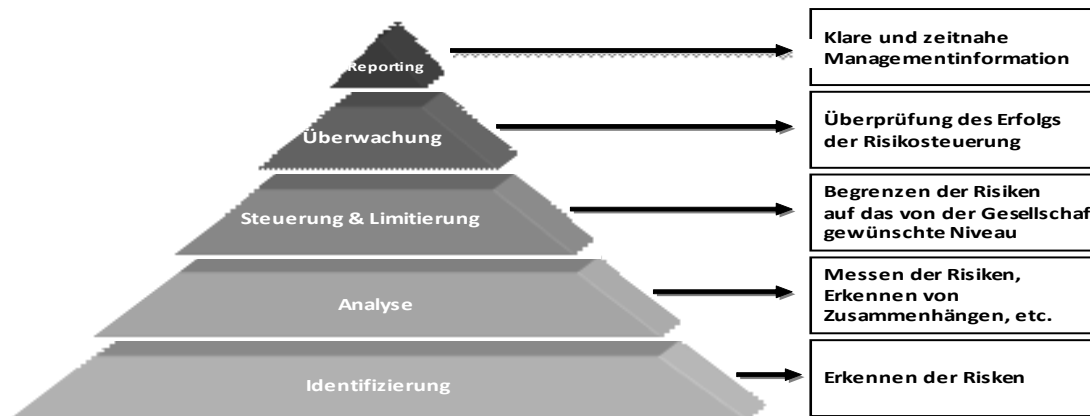 Reporting
Klare und zeitnahe
Managementinformation
Überwachung
Überprüfung des Erfolgs
der Risikosteuerung
Steuerung & Limitierung
Begrenzen der Risiken
auf das von der Gesellschaf
gewünschte Niveau
Analyse
Messen der Risiken,
Erkennen von
Zusammenhängen, etc.
Identifizierung
Erkennen der Risken